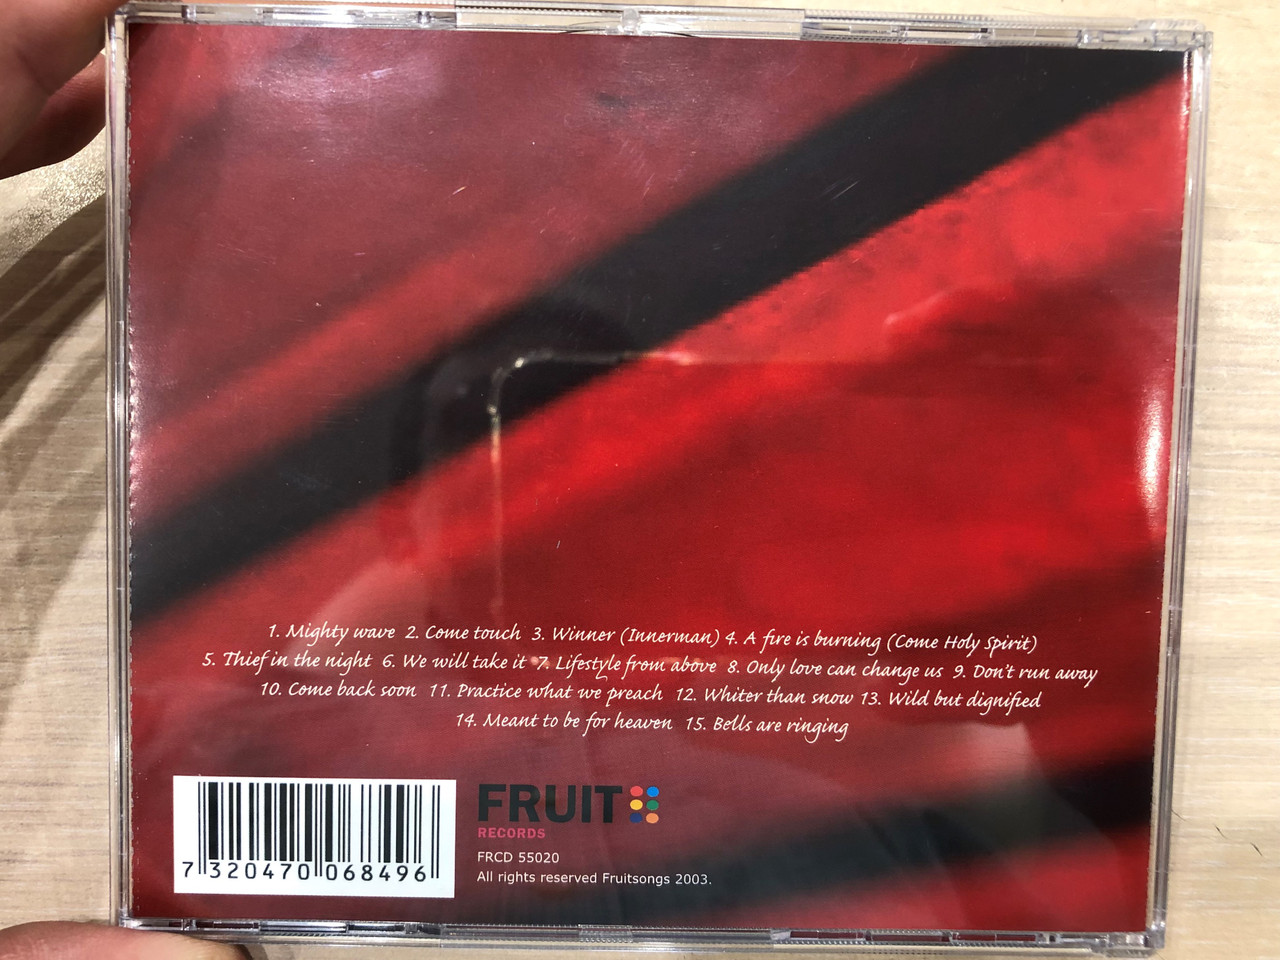 1. Mighty wave 2. Come touch 3. Winner (Innerman) 4. A fire is burning (Come Holy Spirit)
5. Thief in the night 6. We will take it 7. Lifestyle from above 8. Only love can change us 9. Don't run away
10. Come back soon 11. Practice what we preach 12. Whiter than snow 13. Wild but dignified
14. Meant to be for heaven 15. Bells are ringing
FRUIT
RECORDS
FRCD 55020
All rights reserved Fruitsongs 2003.
7 320470 068496